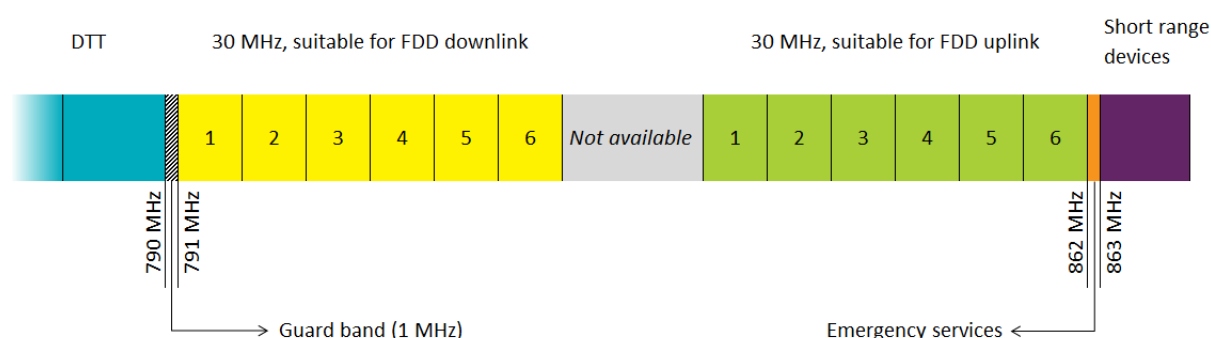 DTT
30 MHz, suitable for FDD downlink
30 MHz, suitable for FDD uplink
Short range
devices
1
2
3
4
5
6
Not available
1
2
3
4
5
6
790 MHz
791 MHz
862 MHz
863 MHz
Guard band (1 MHz)
Emergency services